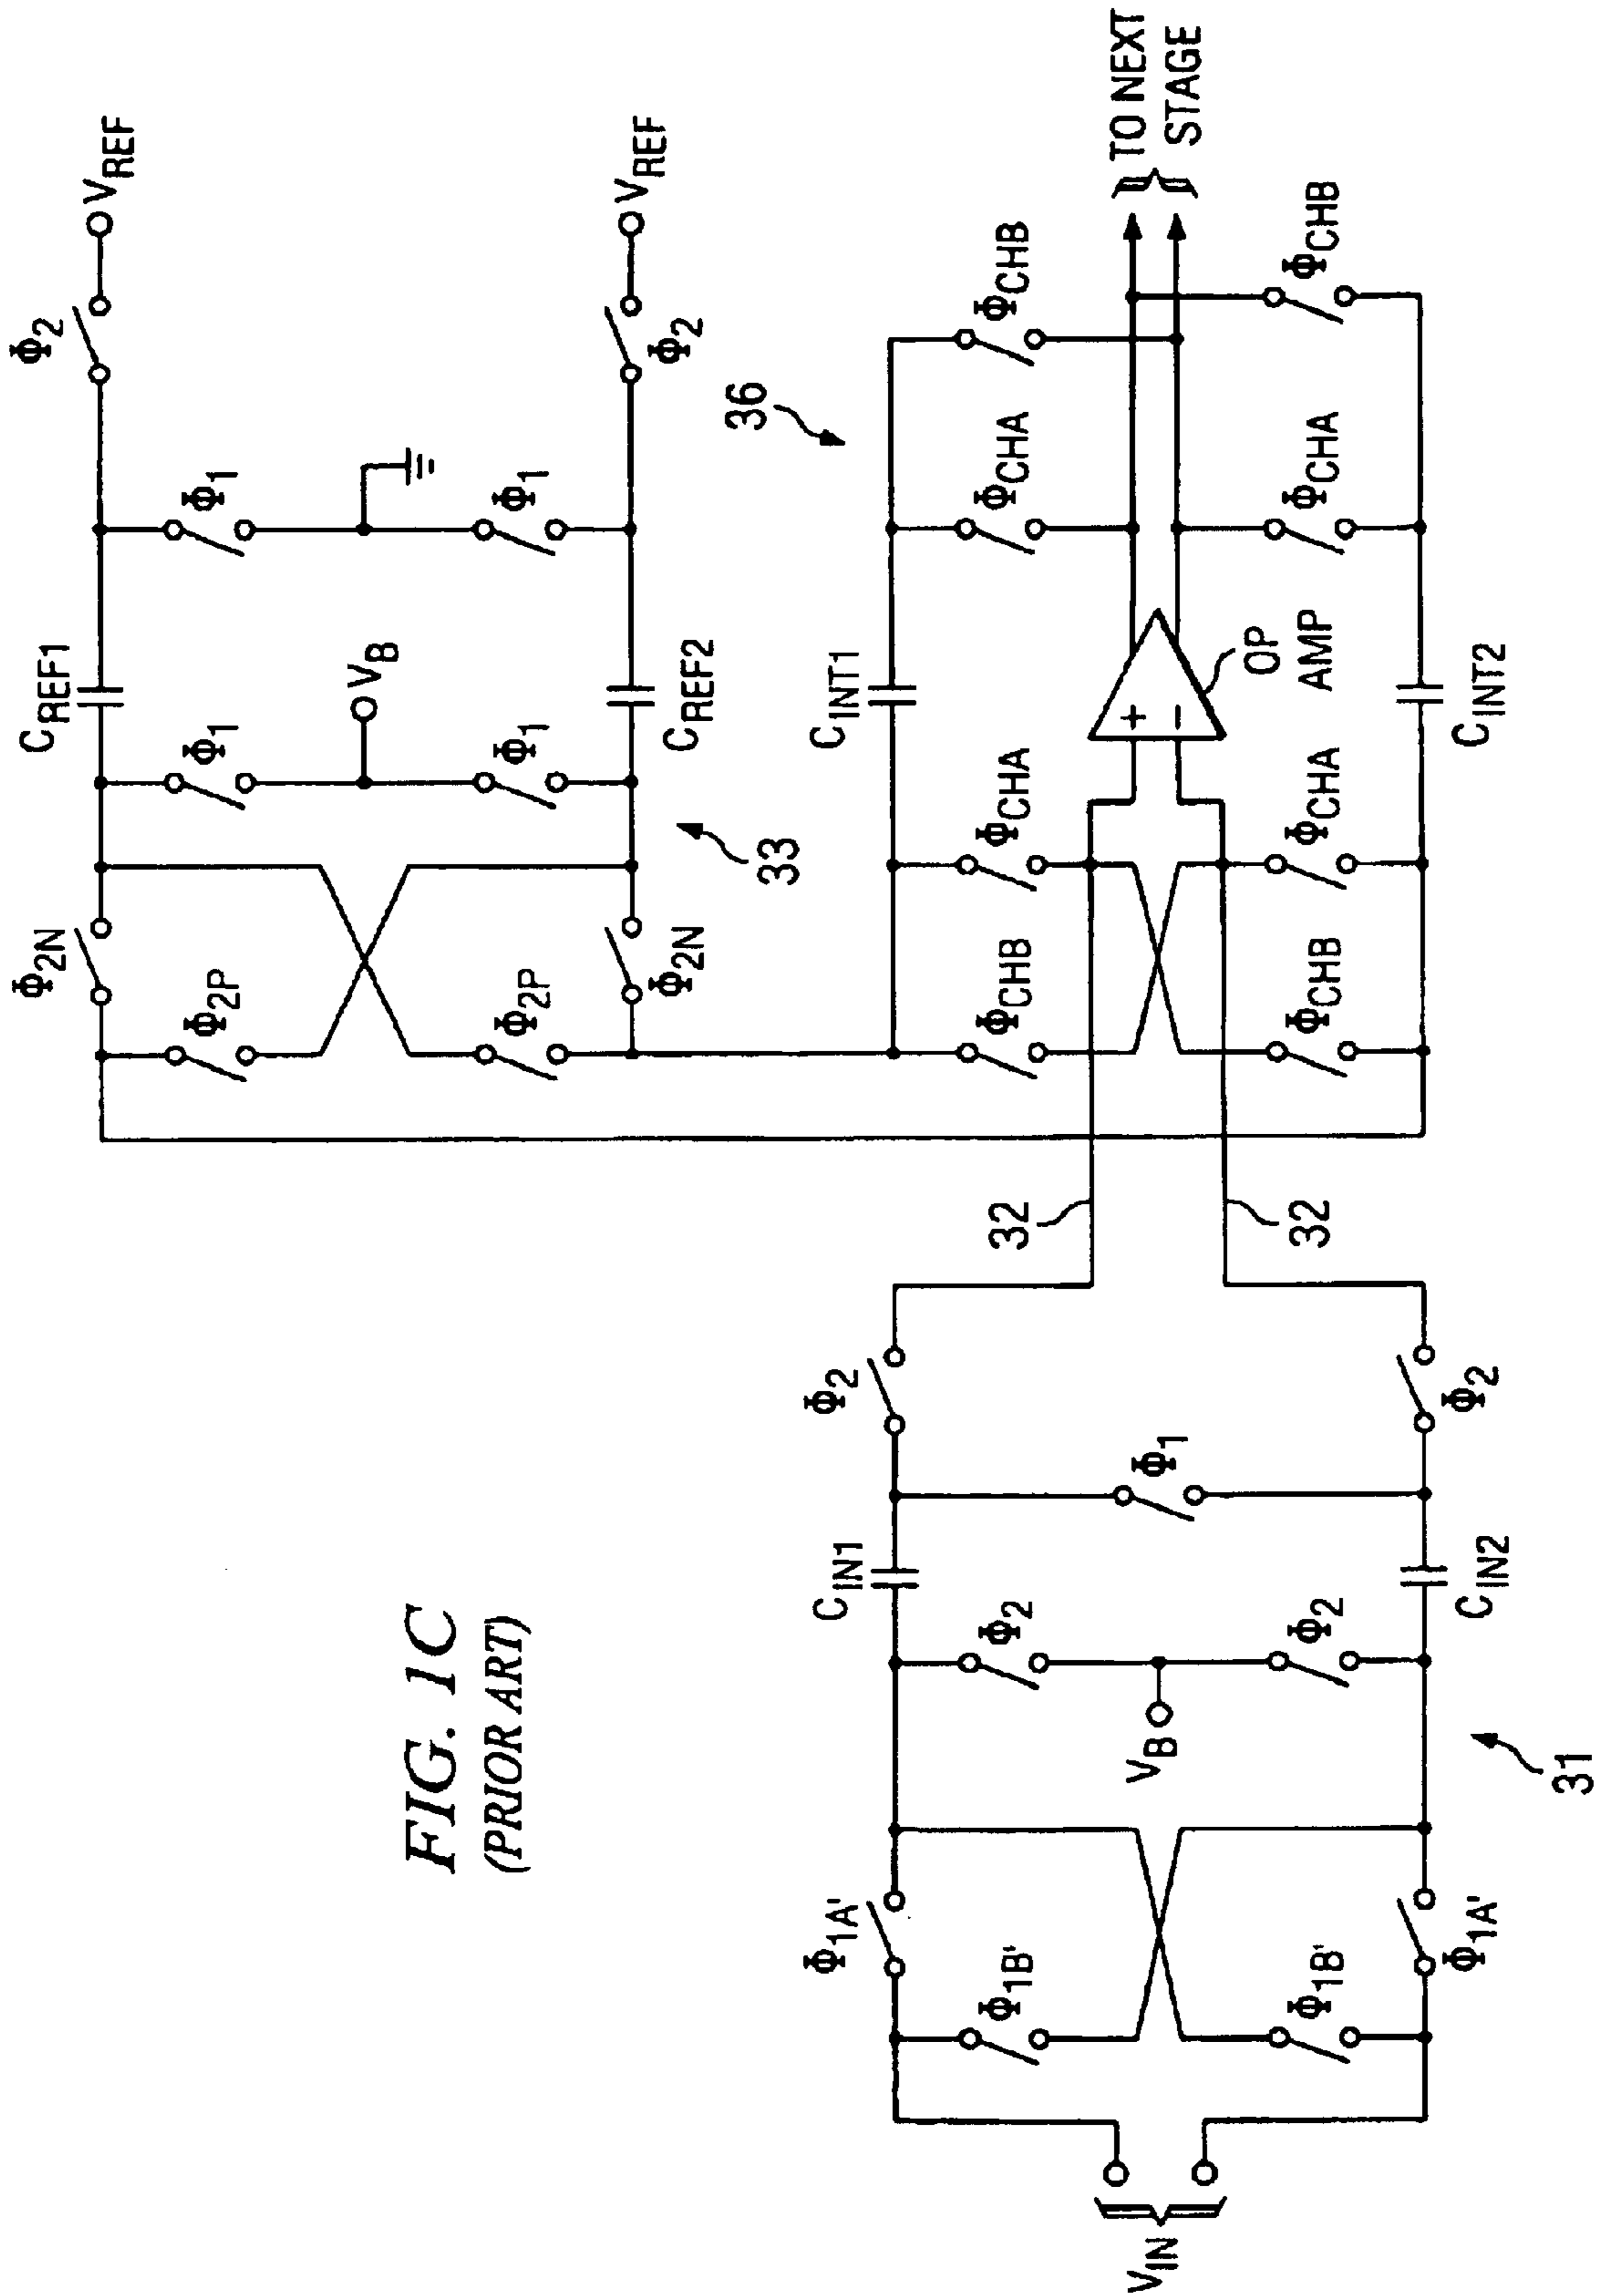 FIG. 1C
(PRIOR ART)
Φ2
VREF
CREF1
Φ2N
Φ1
Φ1
Φ2P
VB
Φ2P
Φ1
Φ1
Φ2N
CREF2
Φ2
VREF
33
36
CINT1
ΦCHB
ΦCHA
ΦCHA
ΦCHB
TO NEXT
STAGE
+
−
OP
AMP
ΦCHB
ΦCHA
ΦCHA
ΦCHB
CINT2
32
32
Φ1A'
CIN1
Φ2
Φ1B'
Φ2
Φ1
VIN
VB
Φ1B'
Φ2
Φ1A'
CIN2
Φ2
31